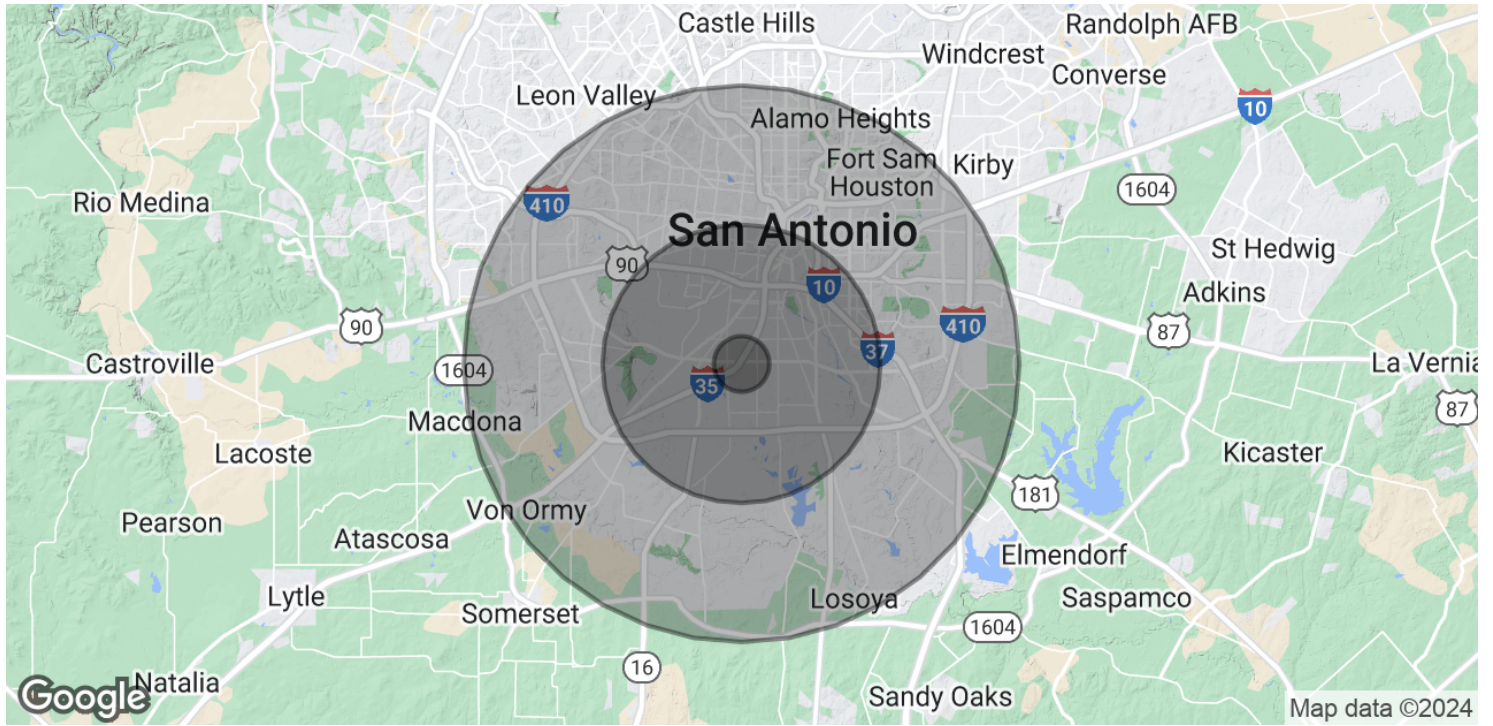 Castle Hills
Randolph AFB
Windcrest
Converse
Leon Valley
10
Alamo Heights
Fort Sam
Houston
Kirby
1604
Rio Medina
410
San Antonio
St Hedwig
90
10
Adkins
90
410
87
37
Castroville
1604
35
La Vernia
87
Macdona
Lacoste
Kicaster
181
Von Ormy
Pearson
Atascosa
Elmendorf
Lytle
Somerset
Losoya
Saspamco
1604
16
Natalia
Google
Sandy Oaks
Map data ©2024